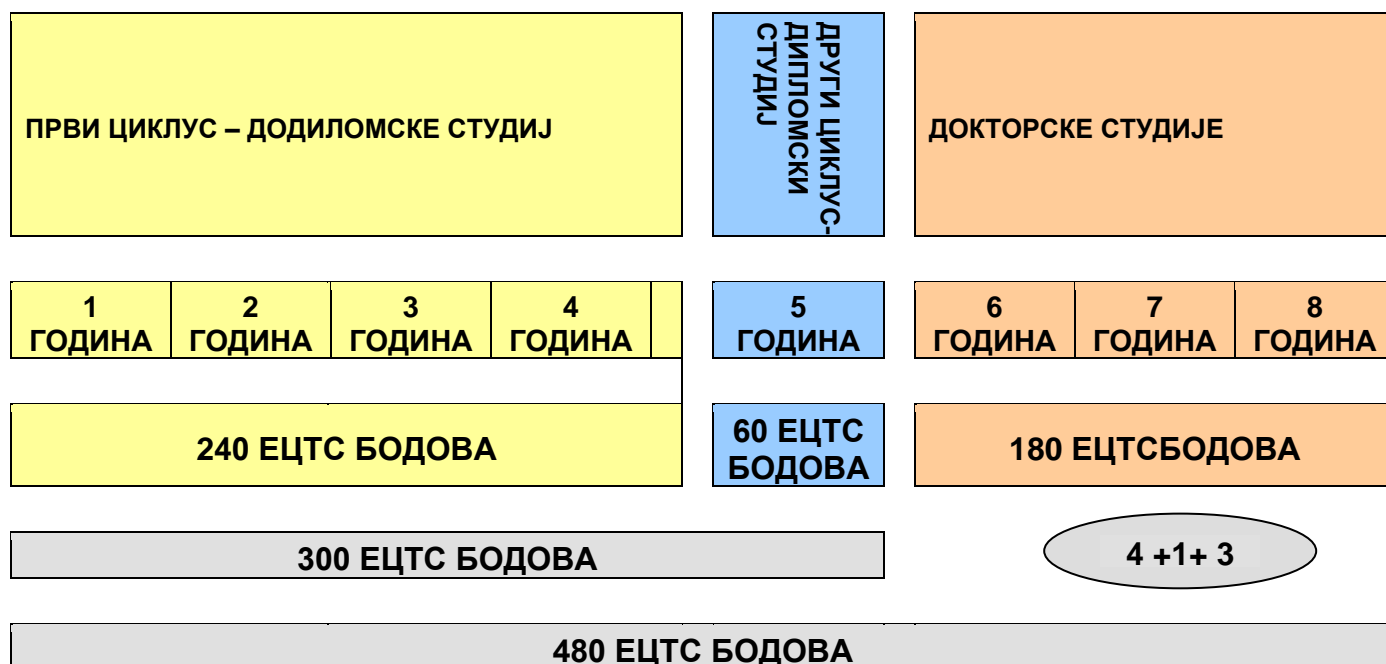 ПРВИ ЦИКЛУС – ДОДИЛОМСКЕ СТУДИЈ
ДРУГИ ЦИКЛУС-
ДИПЛОМСКИ
СТУДИЈ
ДОКТОРСКЕ СТУДИЈЕ
1
ГОДИНА
2
ГОДИНА
3
ГОДИНА
4
ГОДИНА
5
ГОДИНА
6
ГОДИНА
7
ГОДИНА
8
ГОДИНА
240 ЕЦТС БОДОВА
60 ЕЦТС
БОДОВА
180 ЕЦТСБОДОВА
300 ЕЦТС БОДОВА
4 +1+ 3
480 ЕЦТС БОДОВА